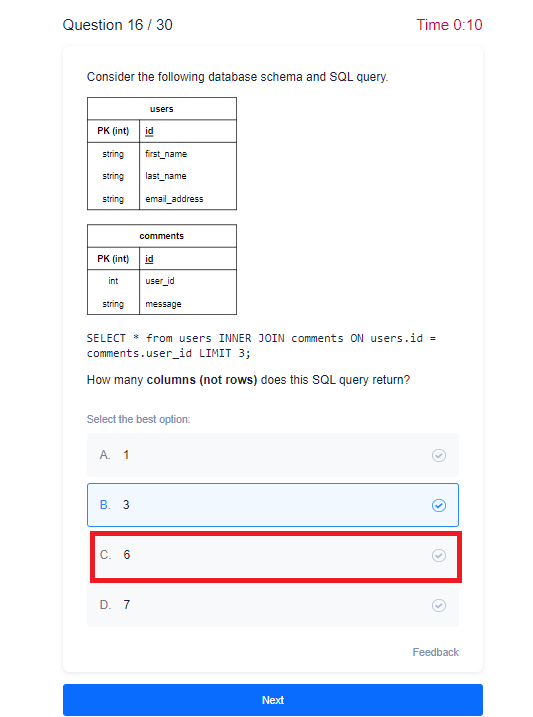 Question 16 / 30 Time 0:10
Consider the following database schema and SQL query.
users
PK (int) id
string first_name
string last_name
string email_address
comments
PK (int) id
int user_id
string message
SELECT * from users INNER JOIN comments ON users.id =
comments.user_id LIMIT 3;
How many columns (not rows) does this SQL query return?
Select the best option:
A. 1
B. 3
C. 6
D. 7
Feedback
Next